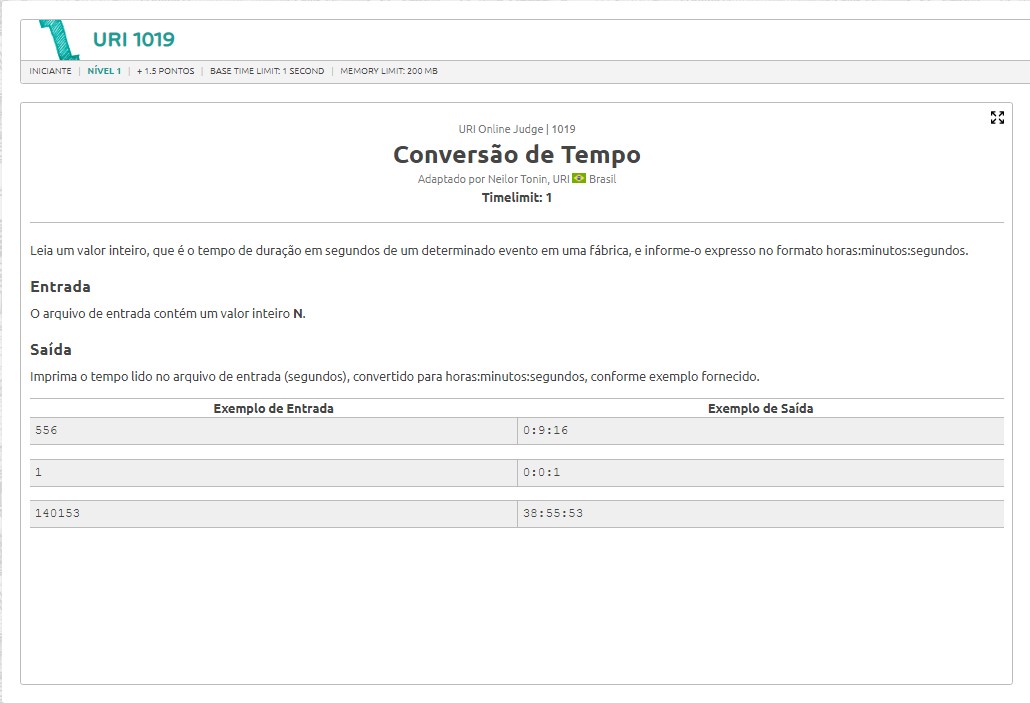 URI 1019
INICIANTE | NÍVEL 1 | + 1.5 PONTOS | BASE TIME LIMIT: 1 SECOND | MEMORY LIMIT: 200 MB
URI Online Judge | 1019
Conversão de Tempo
Adaptado por Neilor Tonin, URI Brasil
Timelimit: 1
Leia um valor inteiro, que é o tempo de duração em segundos de um determinado evento em uma fábrica, e informe-o expresso no formato horas:minutos:segundos.
Entrada
O arquivo de entrada contém um valor inteiro N.
Saída
Imprima o tempo lido no arquivo de entrada (segundos), convertido para horas:minutos:segundos, conforme exemplo fornecido.
Exemplo de Entrada Exemplo de Saída
556 0:9:16
1 0:0:1
140153 38:55:53